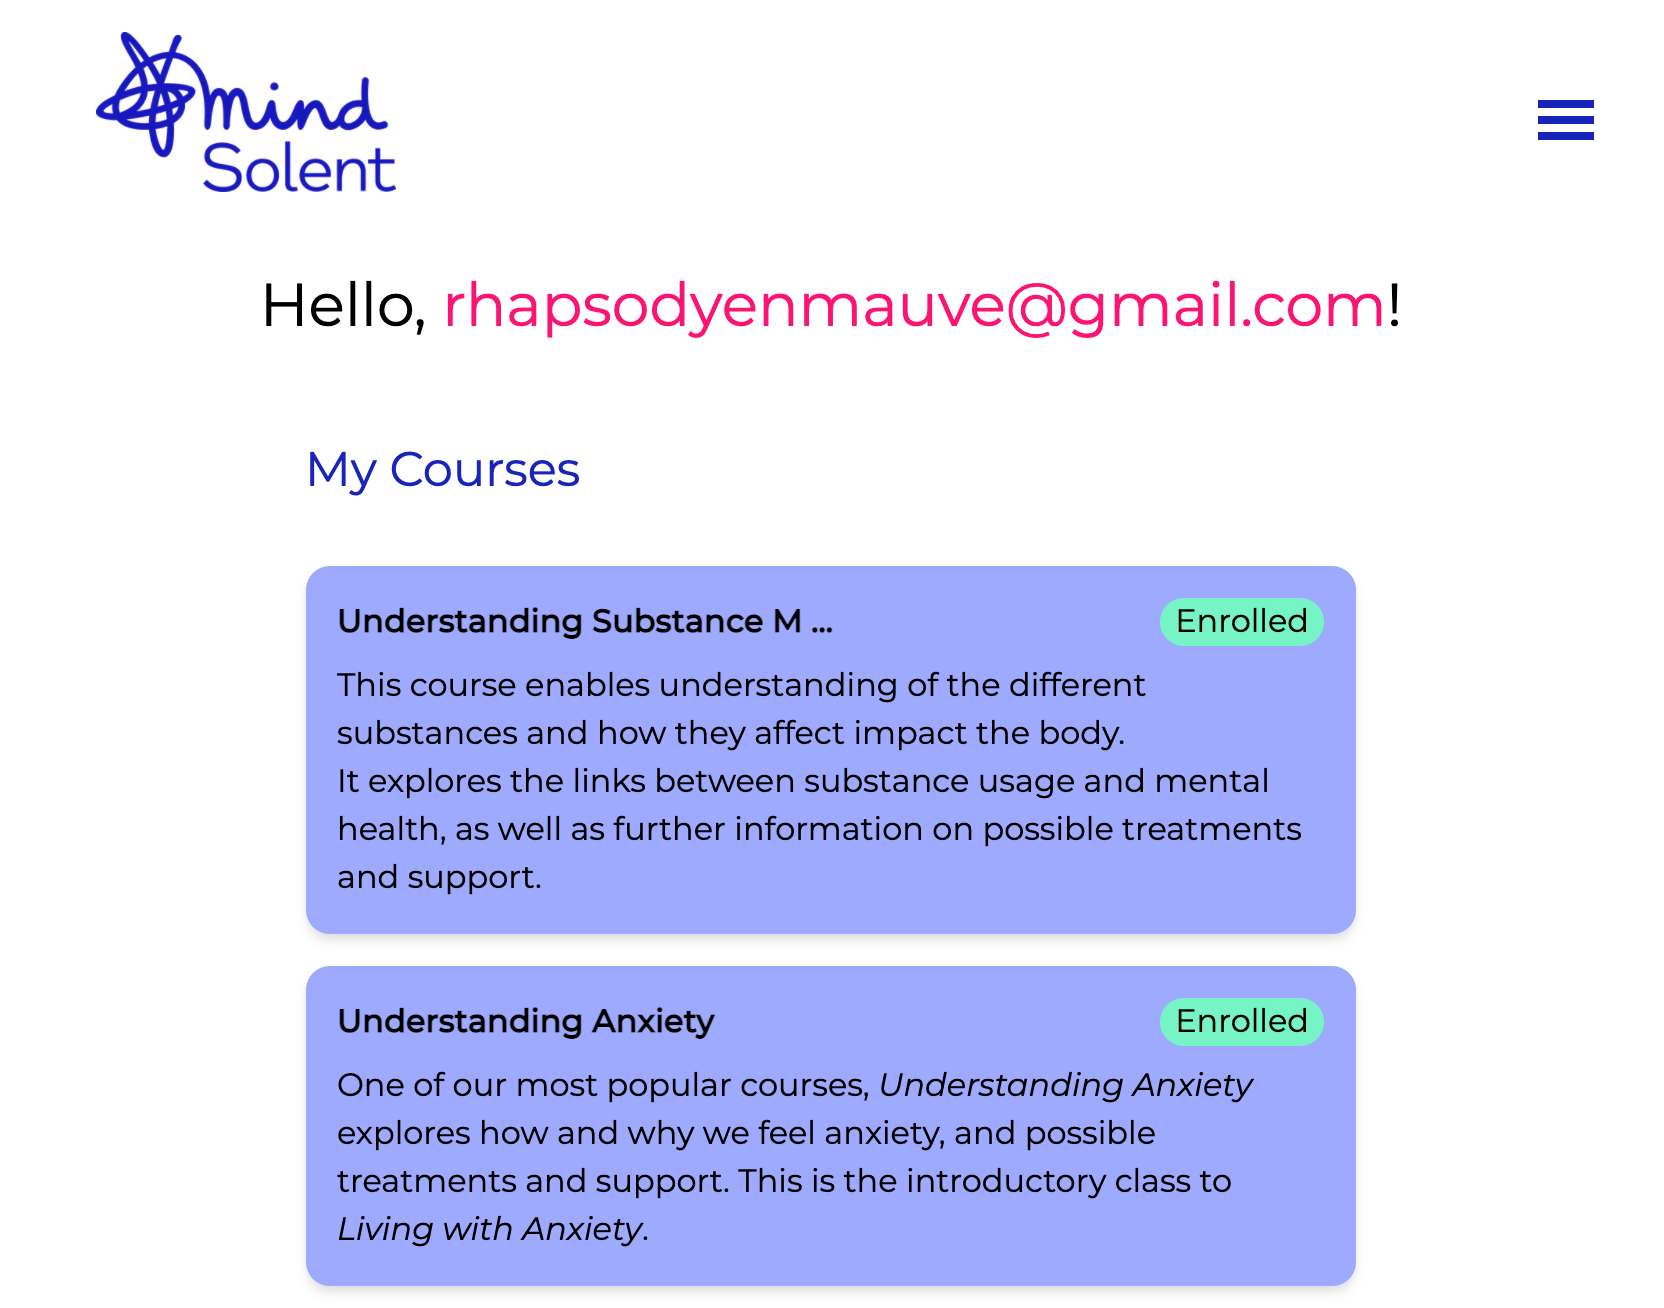 mind
Solent
Hello, rhapsodyenmauve@gmail.com!
My Courses
Understanding Substance M ...
Enrolled
This course enables understanding of the different
substances and how they affect impact the body.
It explores the links between substance usage and mental
health, as well as further information on possible treatments
and support.
Understanding Anxiety
Enrolled
One of our most popular courses, Understanding Anxiety
explores how and why we feel anxiety, and possible
treatments and support. This is the introductory class to
Living with Anxiety.